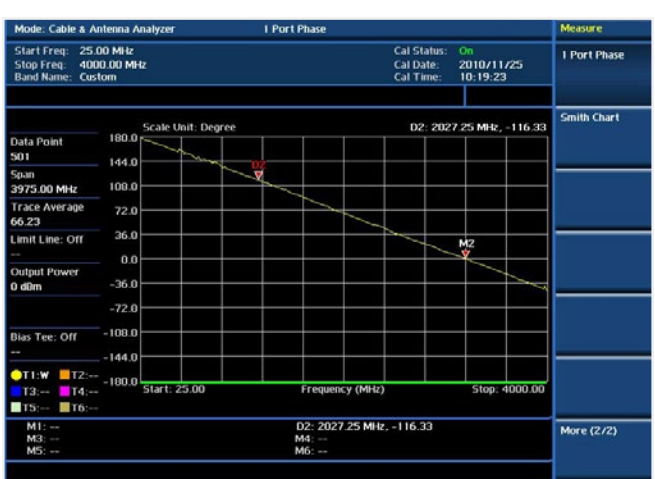 Mode: Cable & Antenna Analyzer 1 Port Phase Measure
Start Freq: 25.00 MHz Cal Status: On
Stop Freq: 4000.00 MHz Cal Date: 2010/11/25
Band Name: Custom Cal Time: 10:19:23
1 Port Phase
Smith Chart
Scale Unit: Degree D2: 2027.25 MHz, -116.33
Data Point
501
Span
3975.00 MHz
Trace Average
66.23
Limit Line: Off
--
Output Power
0 dBm
Bias Tee: Off
--
T1:W T2:--
T3:-- T4:--
T5:-- T6:--
180.0
144.0
108.0
72.0
36.0
0.0
-36.0
-72.0
-108.0
-144.0
-180.0
D2
M2
Start: 25.00 Frequency (MHz) Stop: 4000.00
M1: -- D2: 2027.25 MHz, -116.33
M3: -- M4: --
M5: -- M6: --
More (2/2)